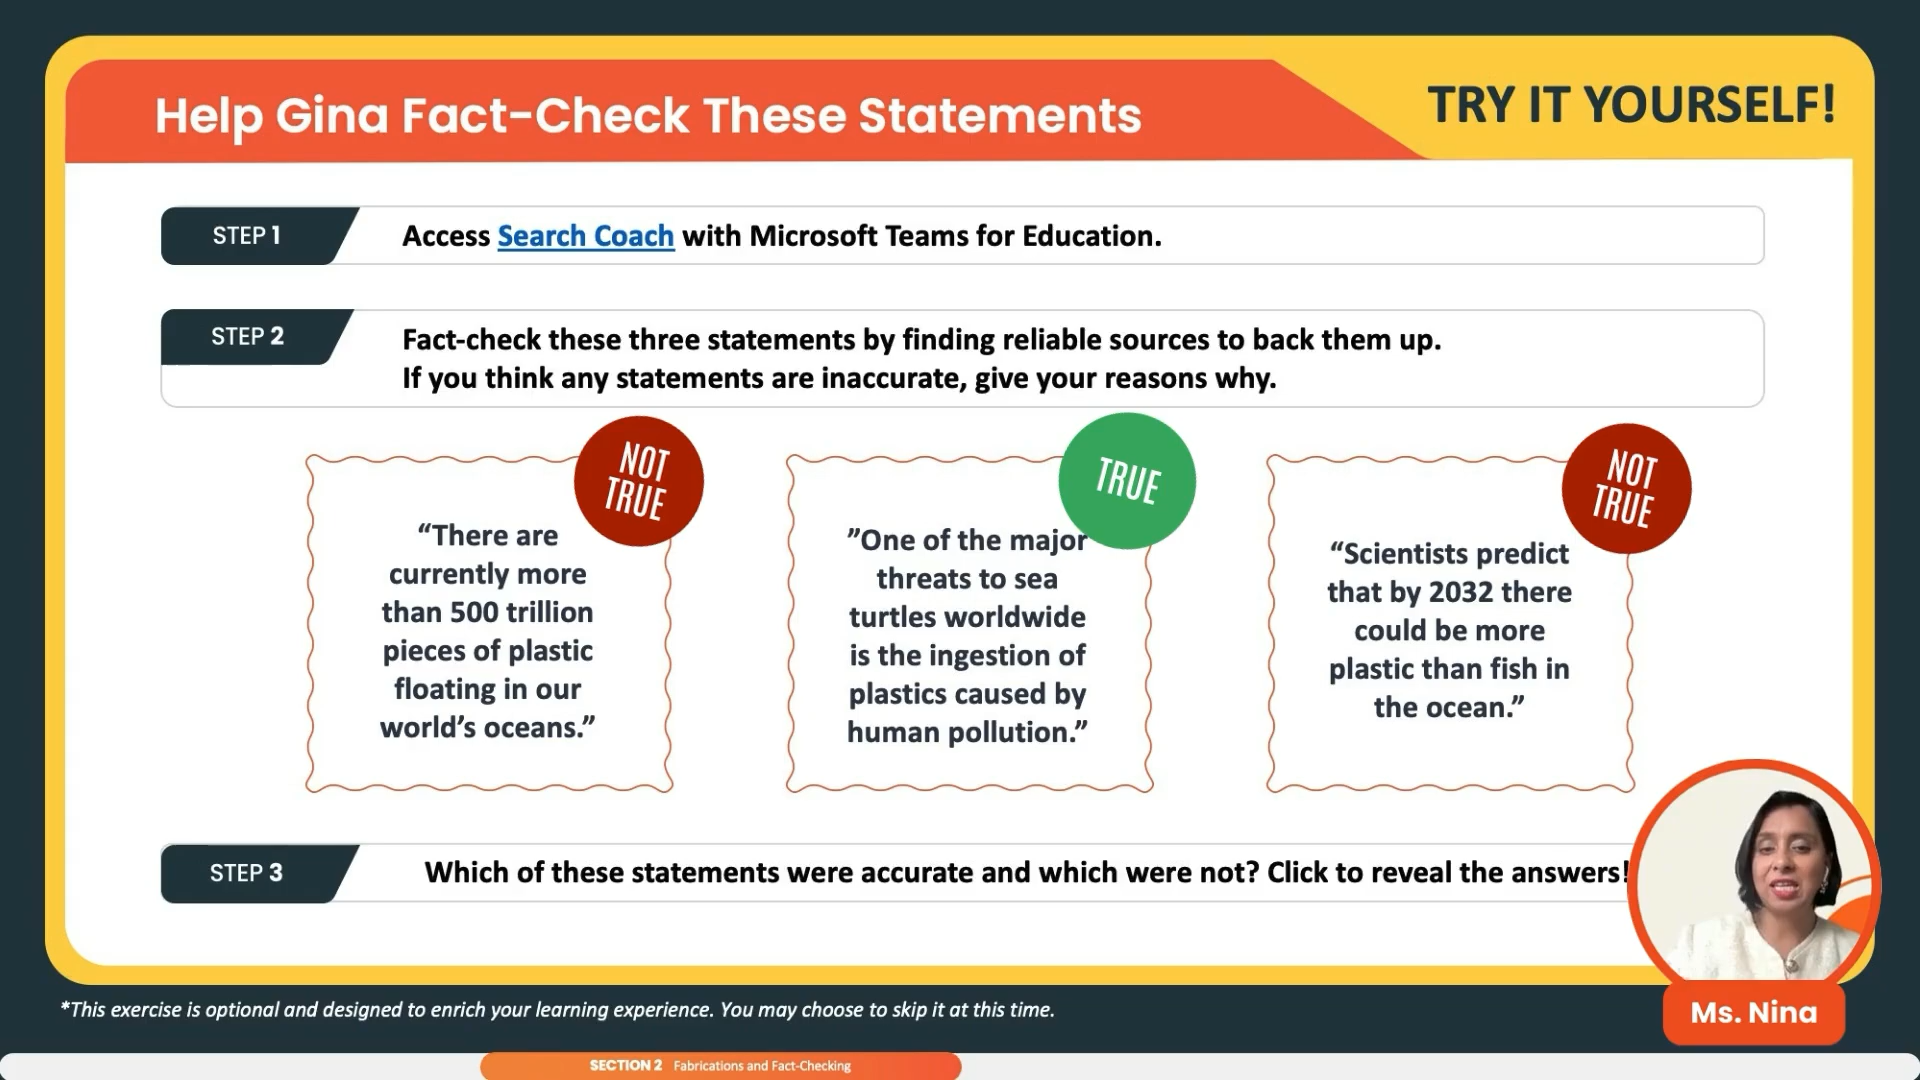 Help Gina Fact-Check These Statements
TRY IT YOURSELF!
STEP 1
Access Search Coach with Microsoft Teams for Education.
STEP 2
Fact-check these three statements by finding reliable sources to back them up.
If you think any statements are inaccurate, give your reasons why.
NOT
TRUE
“There are
currently more
than 500 trillion
pieces of plastic
floating in our
world’s oceans.”
TRUE
”One of the major
threats to sea
turtles worldwide
is the ingestion of
plastics caused by
human pollution.”
NOT
TRUE
“Scientists predict
that by 2032 there
could be more
plastic than fish in
the ocean.”
STEP 3
Which of these statements were accurate and which were not? Click to reveal the answers!
Ms. Nina
*This exercise is optional and designed to enrich your learning experience. You may choose to skip it at this time.
SECTION 2 Fabrications and Fact-Checking